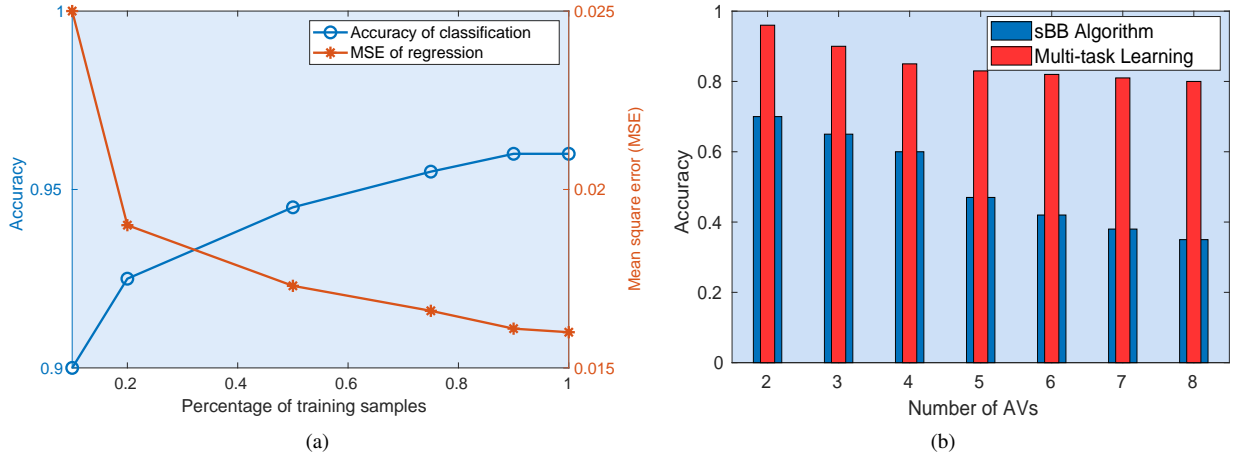 1
0.95
0.9
Accuracy
Accuracy of classification
MSE of regression
0.025
0.02
0.015
Mean square error (MSE)
0.2
0.4
0.6
0.8
1
Percentage of training samples
(a)
1
0.8
0.6
0.4
0.2
0
Accuracy
sBB Algorithm
Multi-task Learning
2
3
4
5
6
7
8
Number of AVs
(b)